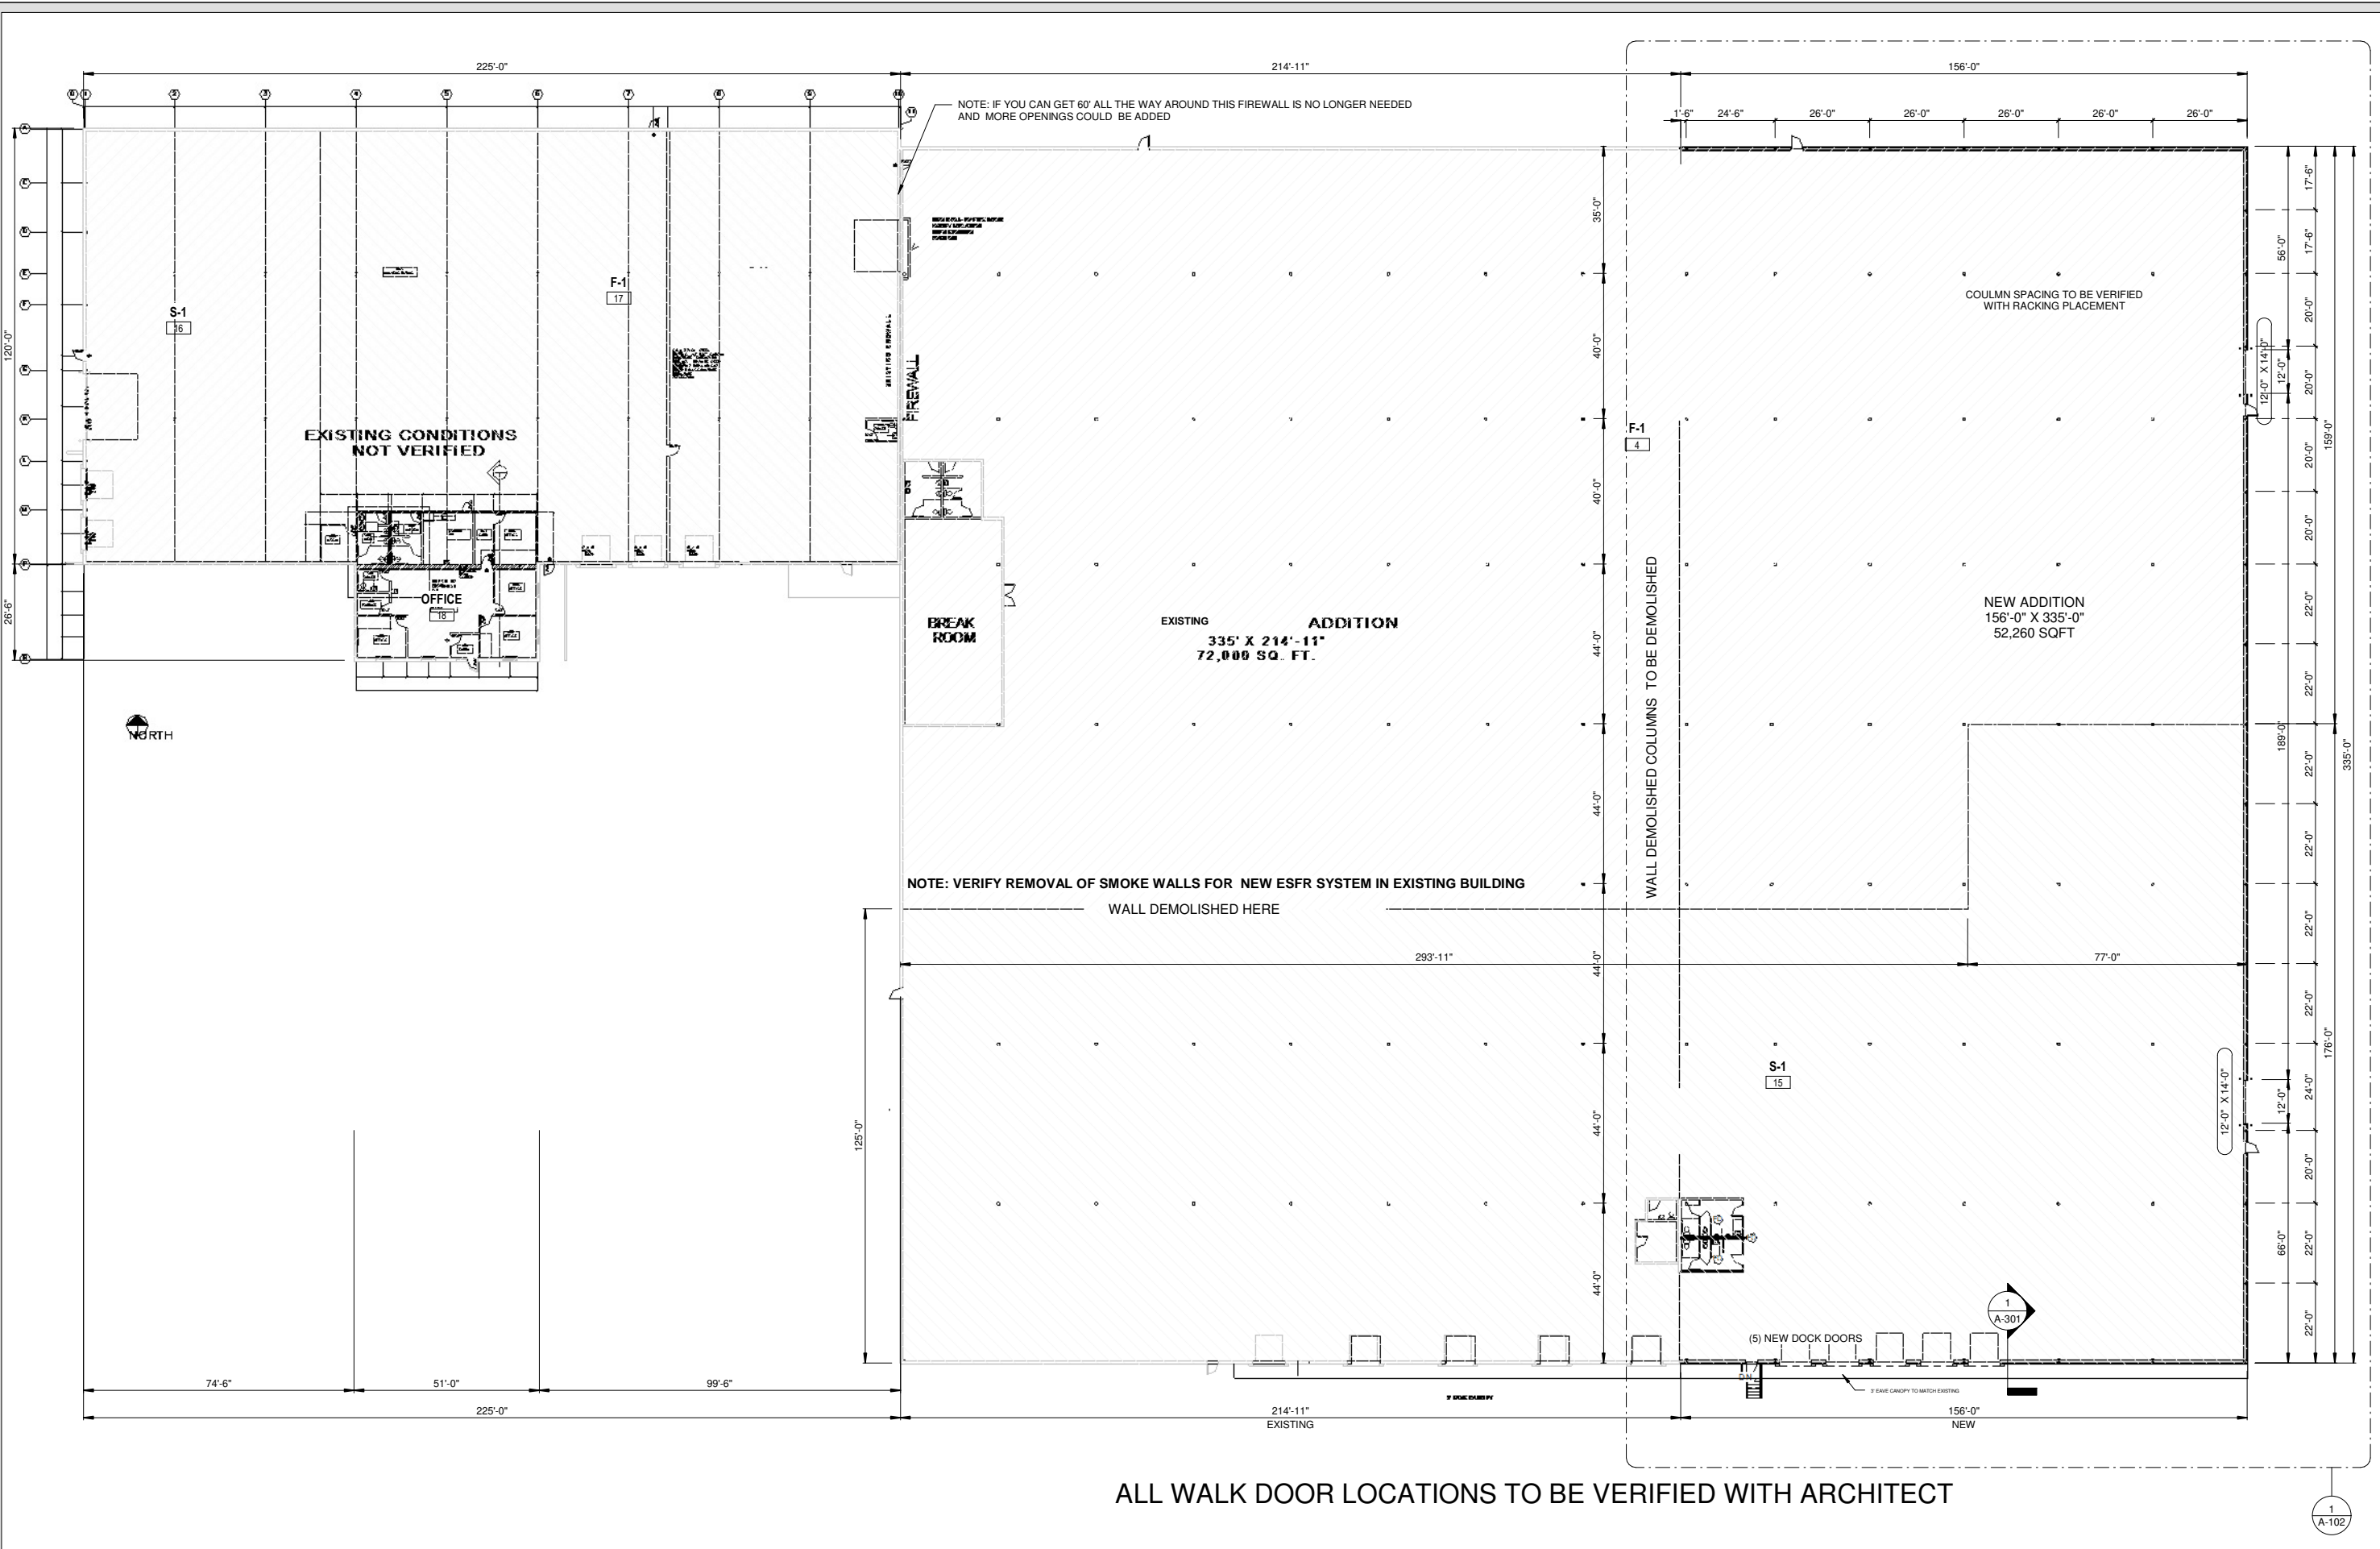 225'-0"
214'-11"
156'-0"
NOTE: IF YOU CAN GET 60' ALL THE WAY AROUND THIS FIREWALL IS NO LONGER NEEDED
AND MORE OPENINGS COULD BE ADDED
1'-6"
24'-6"
26'-0"
26'-0"
26'-0"
26'-0"
26'-0"
S-1
16
F-1
17
120'-0"
26'-6"
EXISTING CONDITIONS
NOT VERIFIED
EXISTING ENDWALL
FIREWALL
OFFICE
18
NORTH
BREAK
ROOM
EXISTING
ADDITION
335' X 214'-11"
72,000 SQ. FT.
35'-0"
40'-0"
40'-0"
44'-0"
44'-0"
44'-0"
44'-0"
44'-0"
F-1
4
WALL DEMOLISHED COLUMNS TO BE DEMOLISHED
COULMN SPACING TO BE VERIFIED
WITH RACKING PLACEMENT
NEW ADDITION
156'-0" X 335'-0"
52,260 SQFT
17'-6"
17'-6"
20'-0"
20'-0"
20'-0"
20'-0"
22'-0"
22'-0"
22'-0"
22'-0"
22'-0"
22'-0"
24'-0"
20'-0"
22'-0"
22'-0"
56'-0"
12'-0"
189'-0"
12'-0"
66'-0"
159'-0"
176'-0"
335'-0"
12'-0" X 14'-0"
12'-0" X 14'-0"
NOTE: VERIFY REMOVAL OF SMOKE WALLS FOR NEW ESFR SYSTEM IN EXISTING BUILDING
WALL DEMOLISHED HERE
293'-11"
77'-0"
125'-0"
S-1
15
1
A-301
(5) NEW DOCK DOORS
DN
3' EAVE CANOPY TO MATCH EXISTING
74'-6"
51'-0"
99'-6"
225'-0"
214'-11"
EXISTING
156'-0"
NEW
ALL WALK DOOR LOCATIONS TO BE VERIFIED WITH ARCHITECT
1
A-102